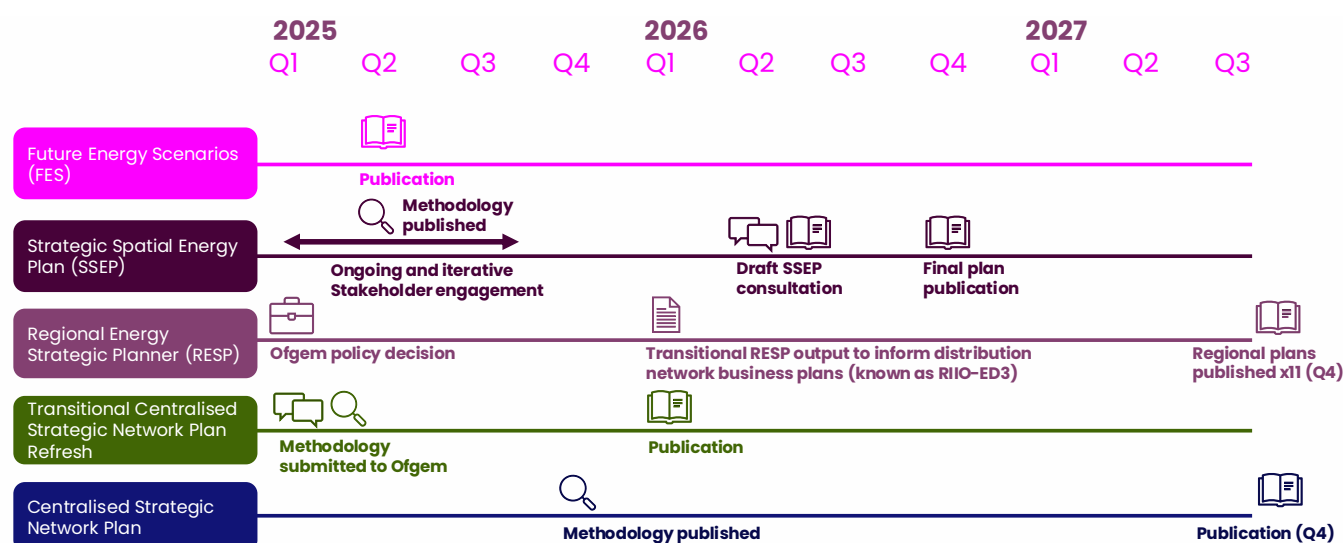 2025 2026 2027
Q1 Q2 Q3 Q4 Q1 Q2 Q3 Q4 Q1 Q2 Q3
Future Energy Scenarios
(FES)
Publication
Strategic Spatial Energy
Plan (SSEP)
Methodology
published
Ongoing and iterative
Stakeholder engagement
Draft SSEP
consultation
Final plan
publication
Regional Energy
Strategic Planner (RESP)
Ofgem policy decision
Transitional RESP output to inform distribution
network business plans (known as RIIO-ED3)
Regional plans
published x11 (Q4)
Transitional Centralised
Strategic Network Plan
Refresh
Methodology
submitted to Ofgem
Publication
Centralised Strategic
Network Plan
Methodology published
Publication (Q4)